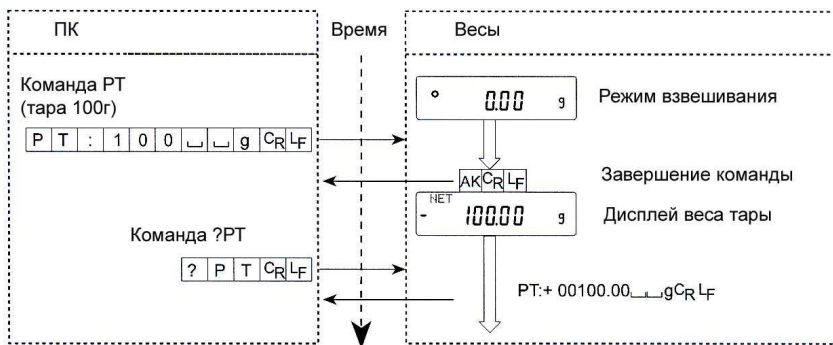 ПК
Время
Весы
Команда PT
(тара 100г)
P T : 1 0 0 ␣ ␣ g CR LF
0.00 g
Режим взвешивания
AK CR LF
Завершение команды
NET
- 100.00 g
Дисплей веса тары
Команда ?PT
? P T CR LF
PT:+ 00100.00␣␣gCR LF